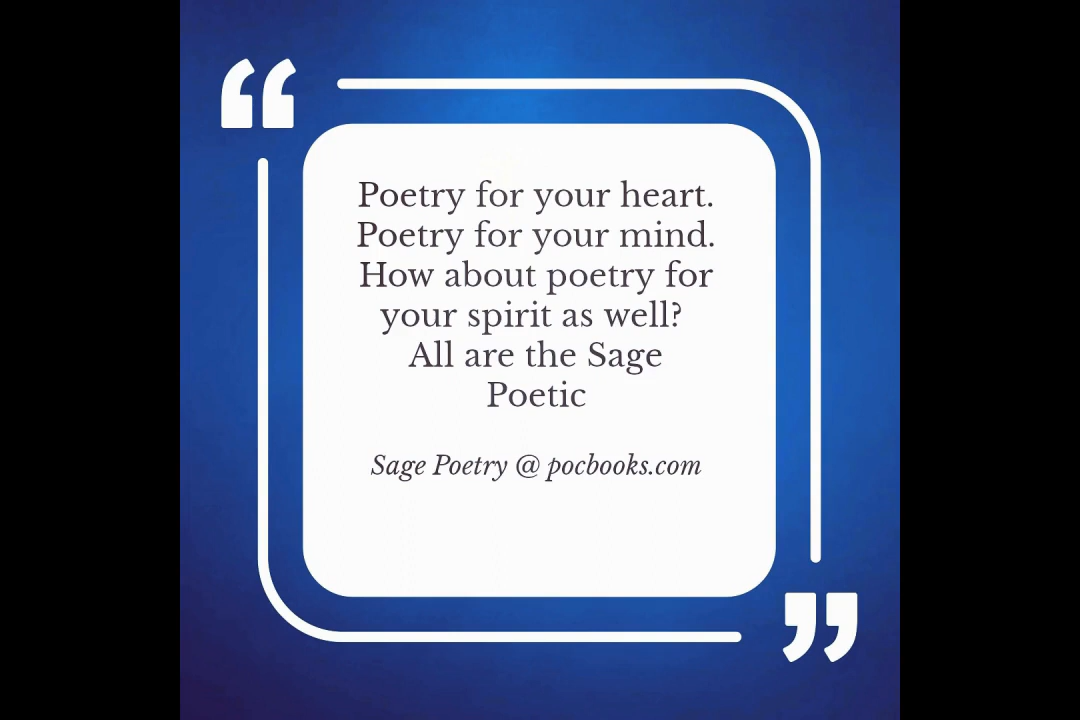 Poetry for your heart.
Poetry for your mind.
How about poetry for
your spirit as well?
All are the Sage
Poetic
Sage Poetry @ pocbooks.com